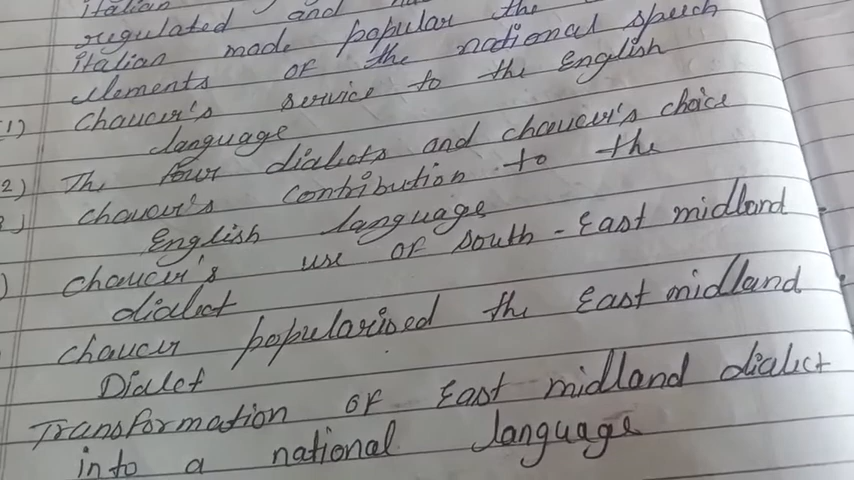 italian
regulated and
italian made popular the
elements of the national speech
1) Chaucer's service to the English
language
2) The four dialects and chaucer's choice
chaucer's contribution to the
English language
) chaucer's use of south-East midland
dialect
chaucer popularised the East midland
Dialet
Transformation of East midland dialect
into a national language